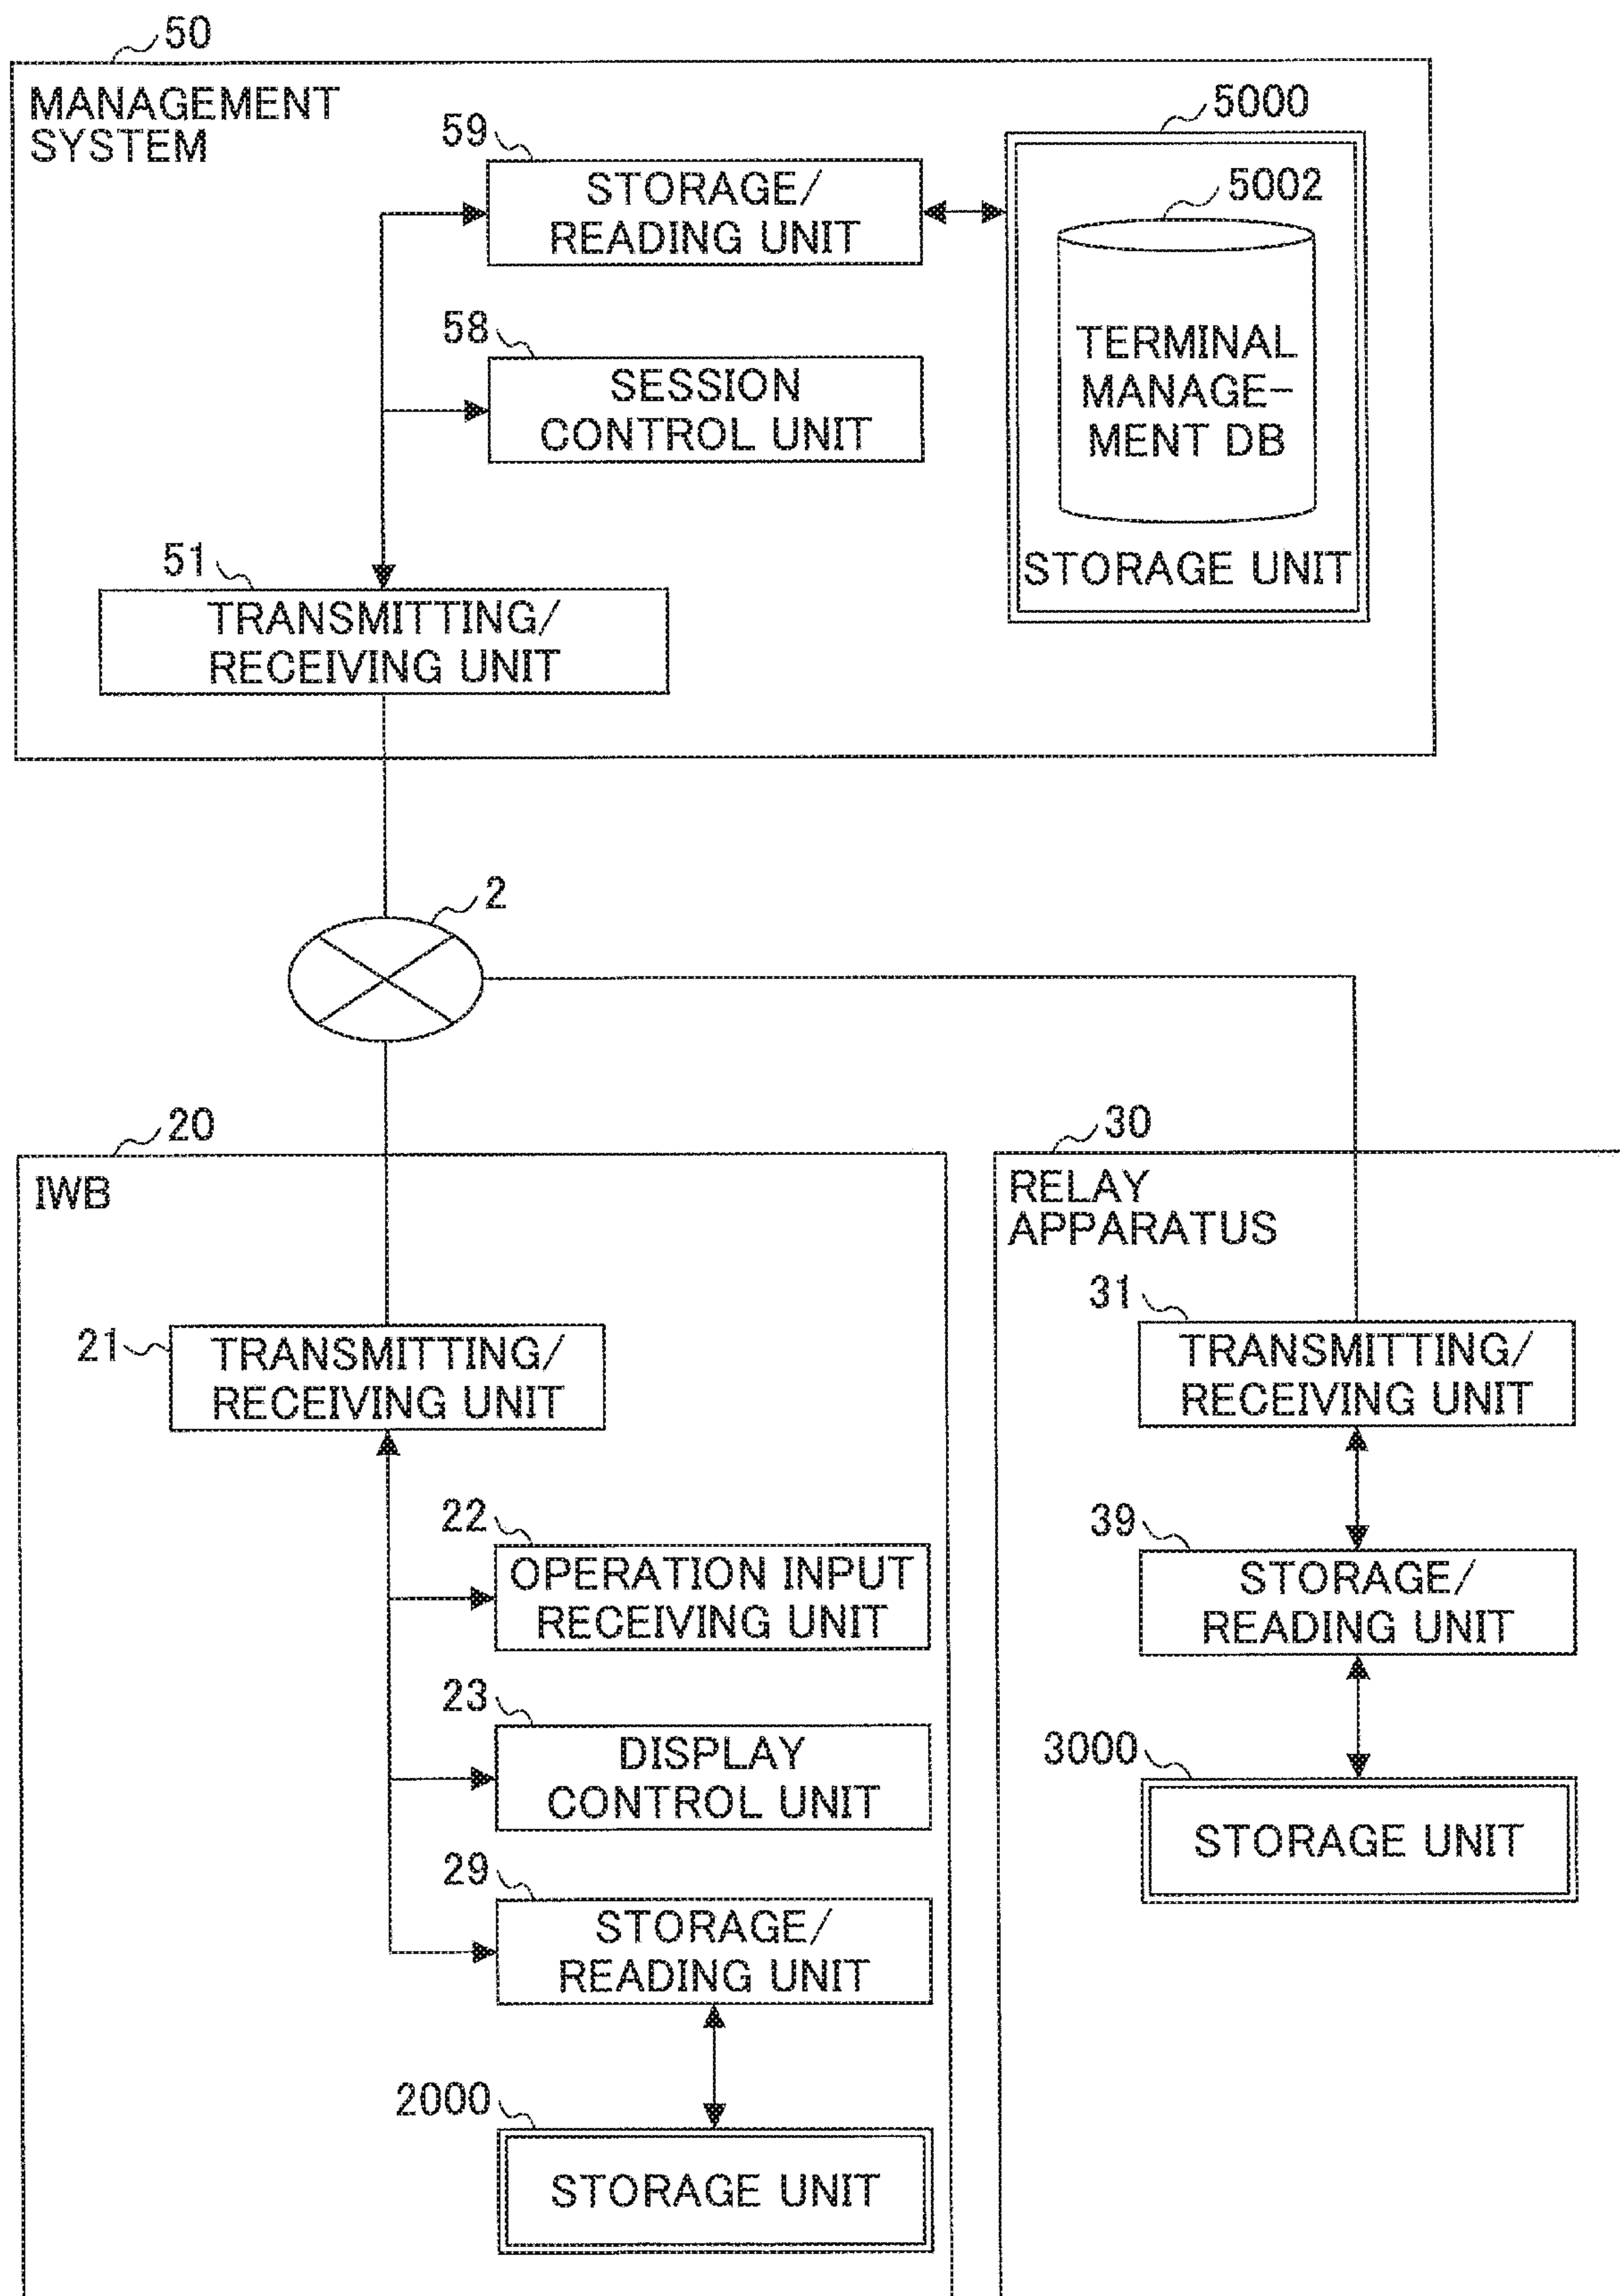 50
MANAGEMENT
SYSTEM
5000
59
STORAGE/
READING UNIT
5002
58
SESSION
CONTROL UNIT
TERMINAL
MANAGE-
MENT DB
STORAGE UNIT
51
TRANSMITTING/
RECEIVING UNIT
2
20
IWB
21
TRANSMITTING/
RECEIVING UNIT
22
OPERATION INPUT
RECEIVING UNIT
23
DISPLAY
CONTROL UNIT
29
STORAGE/
READING UNIT
2000
STORAGE UNIT
30
RELAY
APPARATUS
31
TRANSMITTING/
RECEIVING UNIT
39
STORAGE/
READING UNIT
3000
STORAGE UNIT